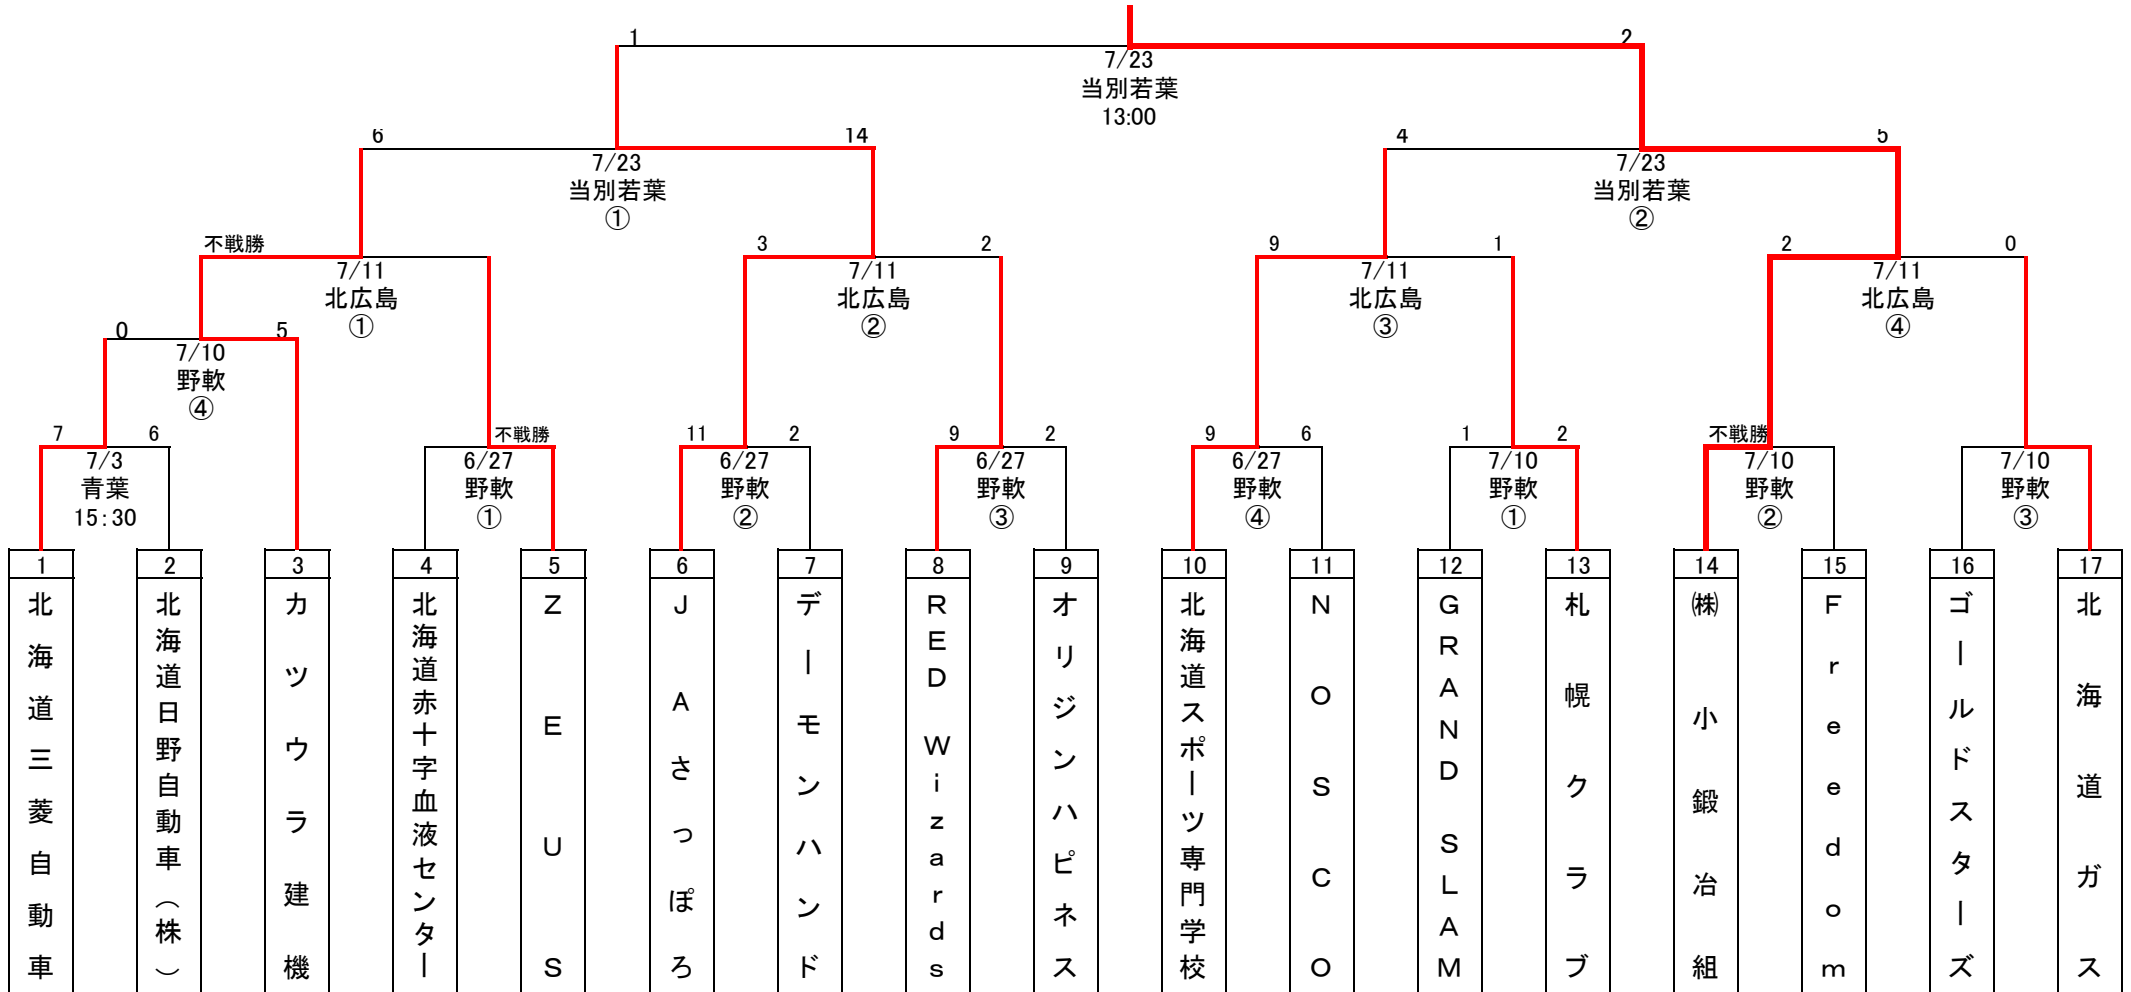 1 2
7/23
当別若葉
13:00
6 14 4 5
7/23 7/23
当別若葉 当別若葉
① ②
不戦勝 3 2 9 1 2 0
7/11 7/11 7/11 7/11
北広島 北広島 北広島 北広島
① ② ③ ④
0 5
7/10
野軟
④
7 6 不戦勝 11 2 9 2 9 6 1 2 不戦勝
7/3 6/27 6/27 6/27 6/27 7/10 7/10 7/10
青葉 野軟 野軟 野軟 野軟 野軟 野軟 野軟
15:30 ① ② ③ ④ ① ② ③
1 2 3 4 5 6 7 8 9 10 11 12 13 14 15 16 17
北海道三菱自動車
北海道日野自動車(株)
カツウラ建機
北海道赤十字血液センター
ZEUS
JAさっぽろ
デーモンハンド
RED Wizards
オリジンハピネス
北海道スポーツ専門学校
NOSCO
GRAND SLAM
札幌クラブ
㈱小鍛冶組
Freedom
ゴールドスターズ
北海道ガス